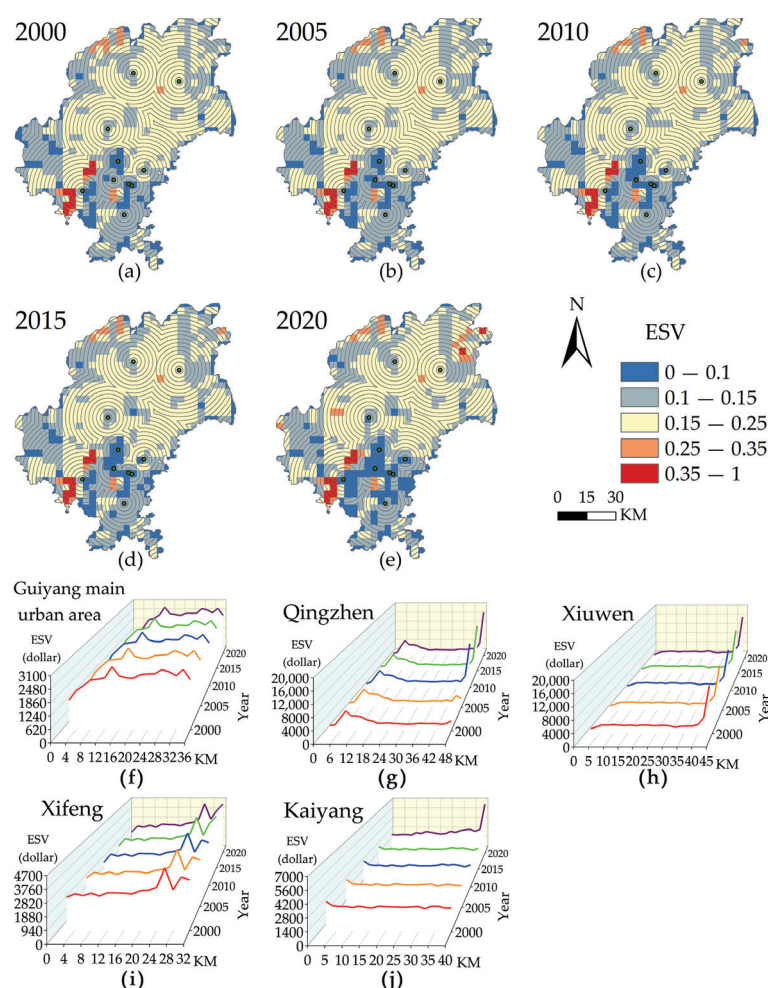 2000
2005
2010
(a)
(b)
(c)
2015
2020
N
ESV
0 — 0.1
0.1 — 0.15
0.15 — 0.25
0.25 — 0.35
0.35 — 1
0 15 30
KM
(d)
(e)
Guiyang main
urban area
ESV
(dollar)
3100
2480
1860
1240
620
0
0 4 8 12 16 20 24 28 32 36 KM
2000
2005
2010
2015
2020
Year
(f)
Qingzhen
ESV
(dollar)
20,000
16,000
12,000
8000
4000
0
0 6 12 18 24 30 36 42 48 KM
2000
2005
2010
2015
2020
Year
(g)
Xiuwen
ESV
(dollar)
20,000
16,000
12,000
8000
4000
0
0 5 10 15 20 25 30 35 40 45 KM
2000
2005
2010
2015
2020
Year
(h)
Xifeng
ESV
(dollar)
4700
3760
2820
1880
940
0
0 4 8 12 16 20 24 28 32 KM
2000
2005
2010
2015
2020
Year
(i)
Kaiyang
ESV
(dollar)
7000
5600
4200
2800
1400
0
0 5 10 15 20 25 30 35 40 KM
2000
2005
2010
2015
2020
Year
(j)